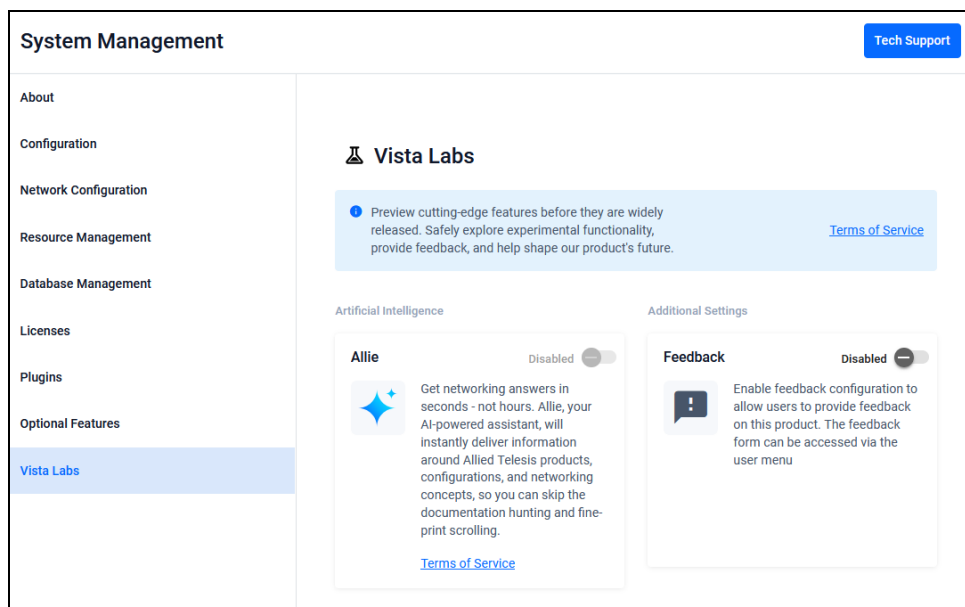 System Management
Tech Support
About
Configuration
Network Configuration
Resource Management
Database Management
Licenses
Plugins
Optional Features
Vista Labs
Vista Labs
Preview cutting-edge features before they are widely
released. Safely explore experimental functionality,
provide feedback, and help shape our product's future.
Terms of Service
Artificial Intelligence
Allie
Disabled
Get networking answers in
seconds - not hours. Allie, your
AI-powered assistant, will
instantly deliver information
around Allied Telesis products,
configurations, and networking
concepts, so you can skip the
documentation hunting and fine-
print scrolling.
Terms of Service
Additional Settings
Feedback
Disabled
Enable feedback configuration to
allow users to provide feedback
on this product. The feedback
form can be accessed via the
user menu